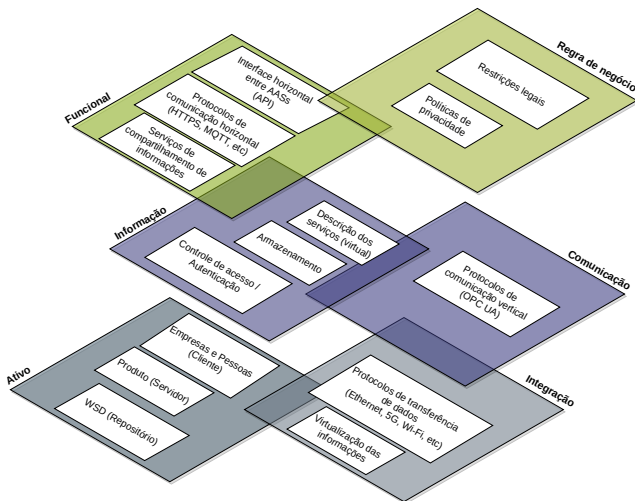 Funcional
Interface horizontal
entre AASs
(API)
Protocolos de
comunicação horizontal
(HTTPS, MQTT, etc)
Serviços de
compartilhamento de
informações
Regra de negócio
Restrições legais
Políticas de
privacidade
Informação
Descrição dos
serviços (virtual)
Armazenamento
Controle de acesso /
Autenticação
Comunicação
Protocolos de
comunicação vertical
(OPC UA)
Ativo
Empresas e Pessoas
(Cliente)
Produto (Servidor)
WSD (Repositório)
Integração
Protocolos de transferência
de dados
(Ethernet, 5G, Wi-Fi, etc)
Virtualização das
informações